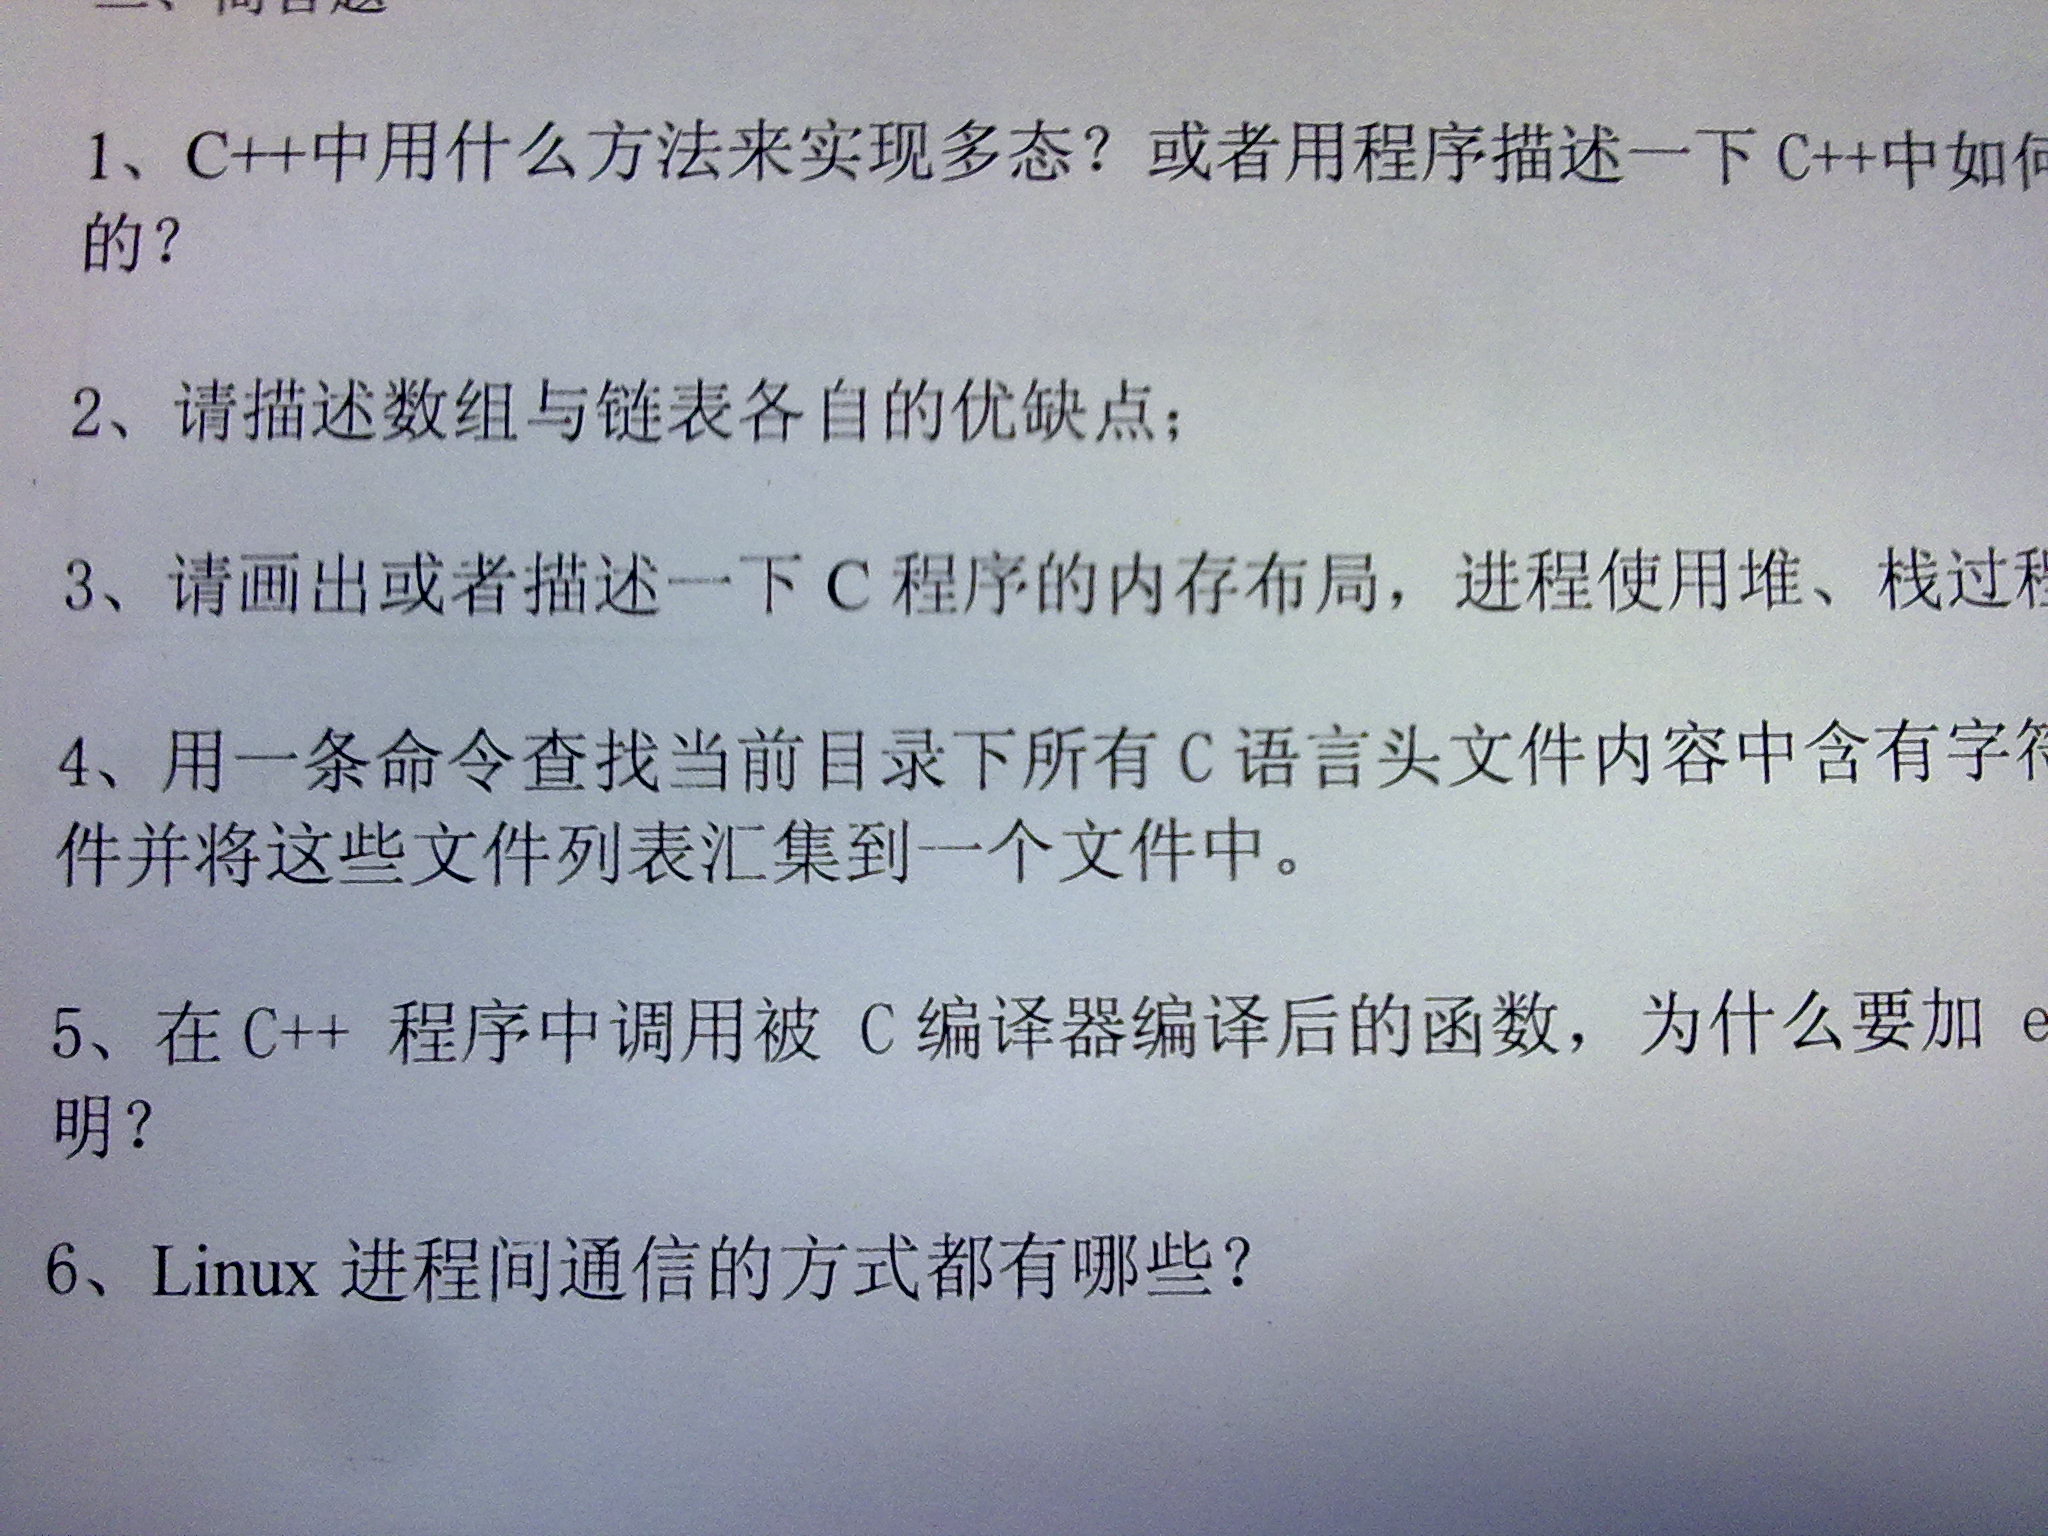 1、C++中用什么方法来实现多态？或者用程序描述一下 C++中如何
的？
2、请描述数组与链表各自的优缺点；
3、请画出或者描述一下 C 程序的内存布局，进程使用堆、栈过程
4、用一条命令查找当前目录下所有 C 语言头文件内容中含有字符
件并将这些文件列表汇集到一个文件中。
5、在 C++ 程序中调用被 C 编译器编译后的函数，为什么要加 e
明？
6、Linux 进程间通信的方式都有哪些？